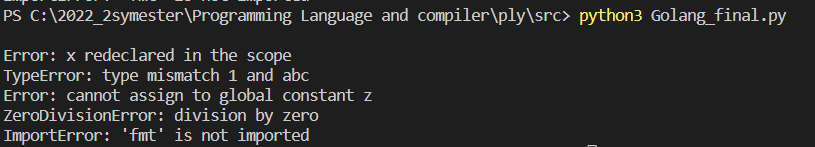 PS C:\2022_2symester\Programming Language and compiler\ply\src> python3 Golang_final.py
Error: x redeclared in the scope
TypeError: type mismatch 1 and abc
Error: cannot assign to global constant z
ZeroDivisionError: division by zero
ImportError: 'fmt' is not imported